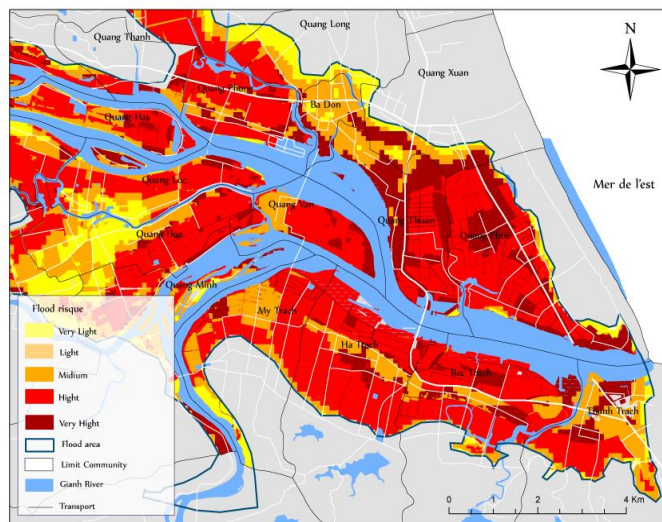 Quang Thanh
Quang Long
N
Quang Xuan
Quang Phong
Ba Don
Quang Hai
Mer de l'est
Quang Loc
Quang Van
Quang Thuan
Quang Phuc
Quang Hoa
Quang Minh
Flood risque
Very Light
Light
Midium
Hight
Very Hight
Flood area
Limit Community
Gianh River
Transport
My Trach
Ha Trach
Bac Trach
Thanh Trach
0 1 2 4 Km